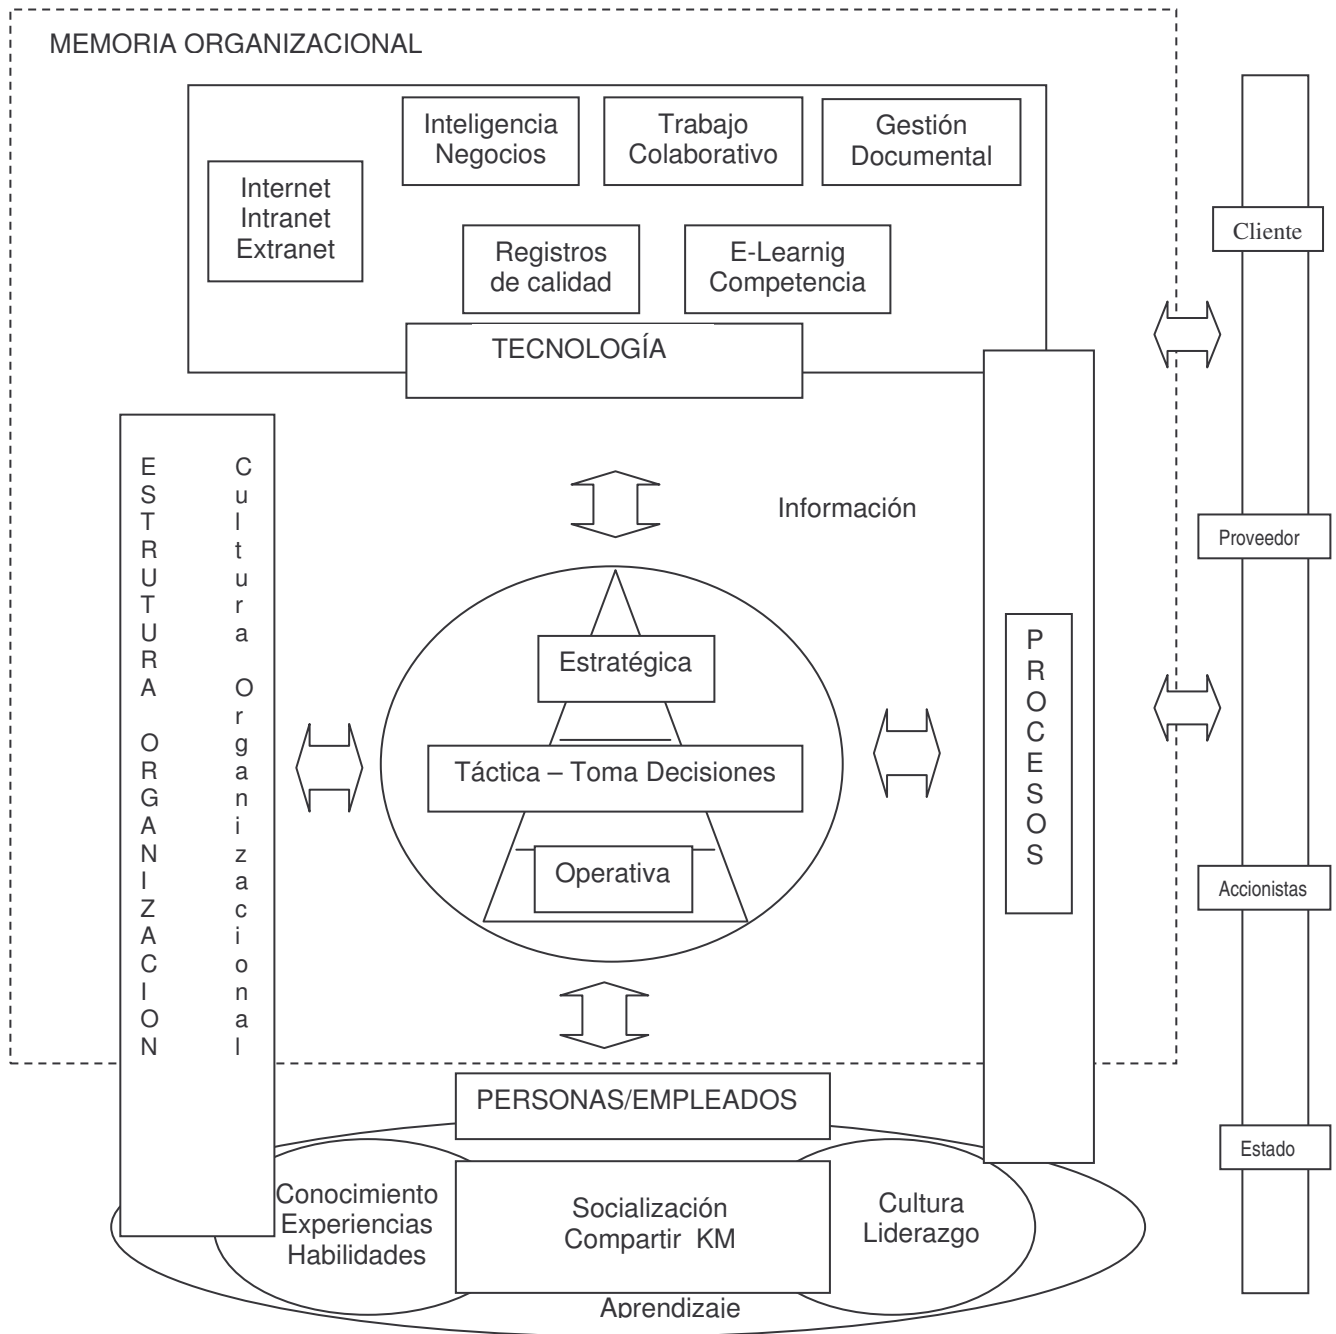 MEMORIA ORGANIZACIONAL
Inteligencia
Negocios
Trabajo
Colaborativo
Gestión
Documental
Internet
Intranet
Extranet
Registros
de calidad
E-Learnig
Competencia
TECNOLOGÍA
Cliente
ESTRUTURA ORGANIZACION
Cultura Organizacional
Información
Proveedor
Estratégica
Táctica – Toma Decisiones
Operativa
PROCESOS
Accionistas
PERSONAS/EMPLEADOS
Estado
Conocimiento
Experiencias
Habilidades
Socialización
Compartir KM
Cultura
Liderazgo
Aprendizaje